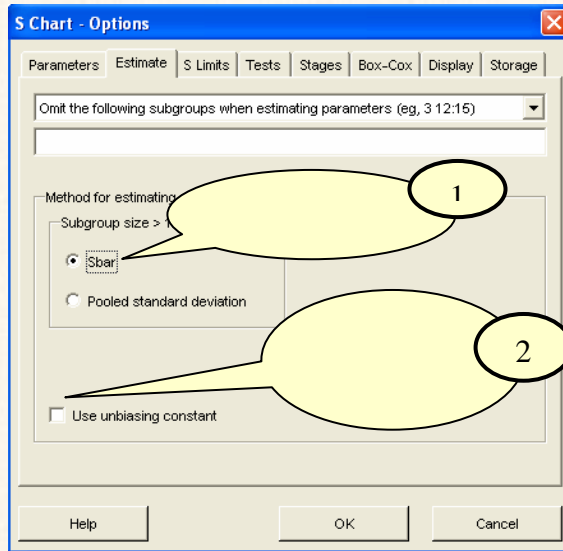 S Chart - Options
Parameters Estimate S Limits Tests Stages Box-Cox Display Storage
Omit the following subgroups when estimating parameters (eg, 3 12:15)
Method for estimating
Subgroup size >
1
Sbar
Pooled standard deviation
2
Use unbiasing constant
Help OK Cancel